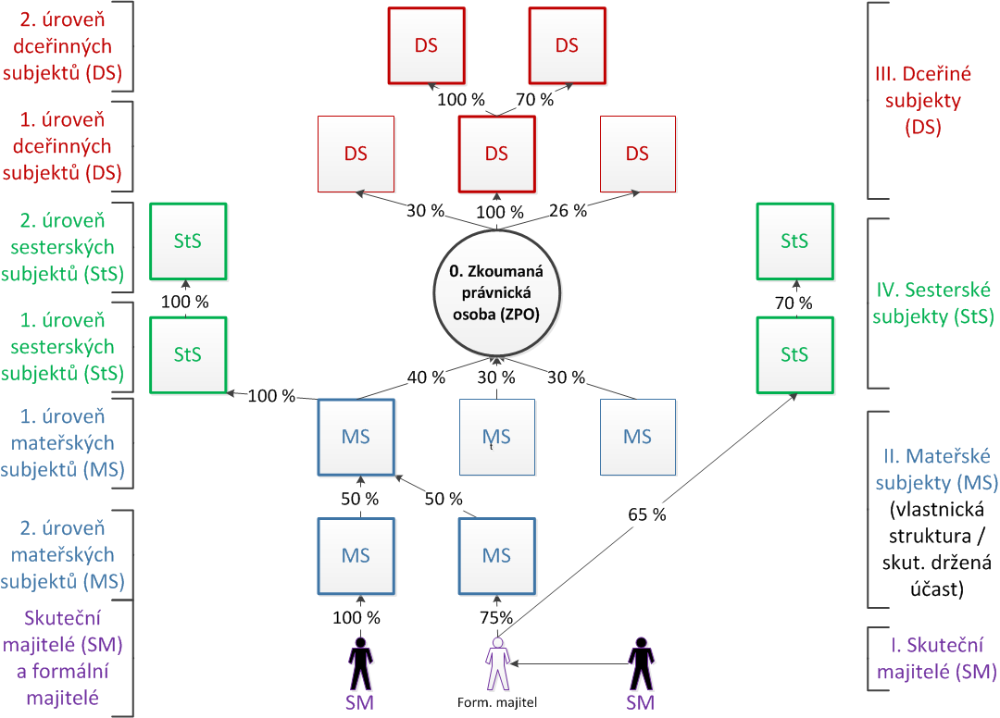 2. úroveň
dceřinných
subjektů (DS)
DS
DS
III. Dceřiné
subjekty
(DS)
100 %
70 %
1. úroveň
dceřinných
subjektů (DS)
DS
DS
DS
30 %
100 %
26 %
2. úroveň
sesterských
subjektů (StS)
StS
StS
0. Zkoumaná
právnická
osoba (ZPO)
IV. Sesterské
subjekty (StS)
100 %
70 %
1. úroveň
sesterských
subjektů (StS)
StS
StS
40 %
30 %
30 %
100 %
1. úroveň
mateřských
subjektů (MS)
MS
MS
t
MS
II. Mateřské
subjekty (MS)
(vlastnická
struktura /
skut. držená
účast)
50 %
50 %
65 %
2. úroveň
mateřských
subjektů (MS)
MS
MS
100 %
75%
Skuteční
majitelé (SM)
a formální
majitelé
SM
Form. majitel
SM
I. Skuteční
majitelé (SM)